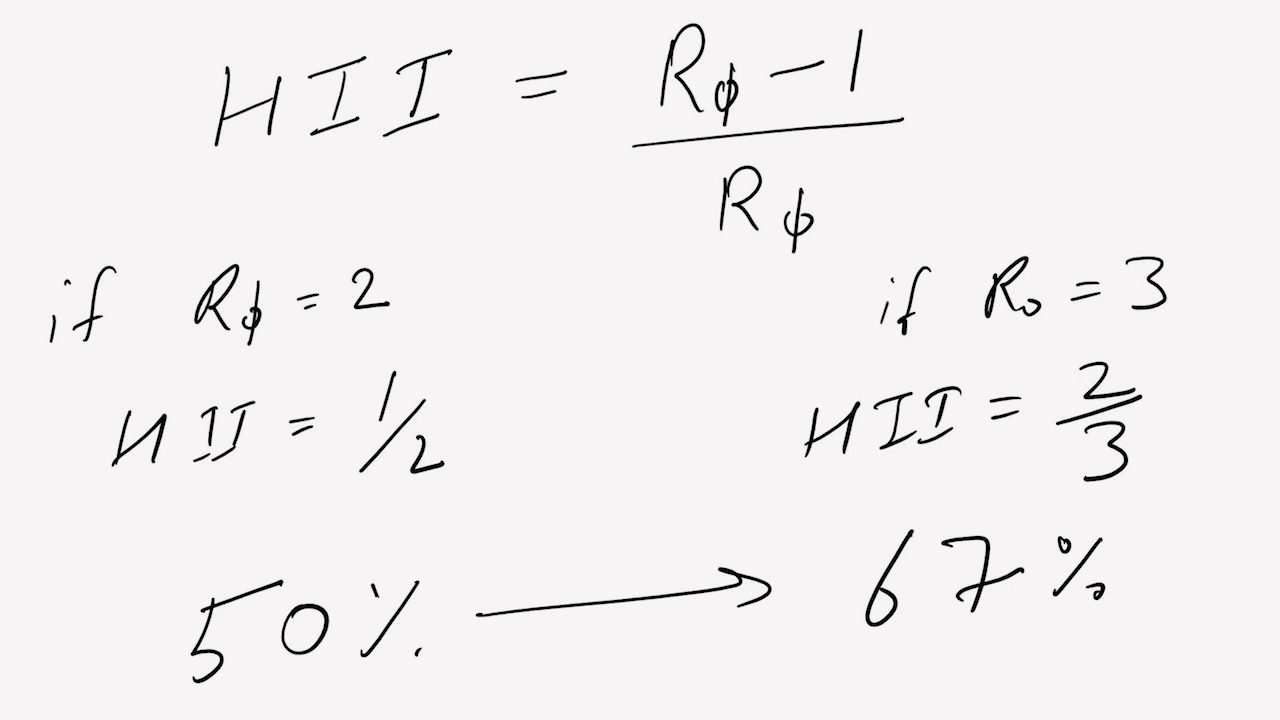 HII = (Rϕ - 1) / Rϕ
if Rϕ = 2
HII = 1/2
50%
if R₀ = 3
HII = 2/3
67%